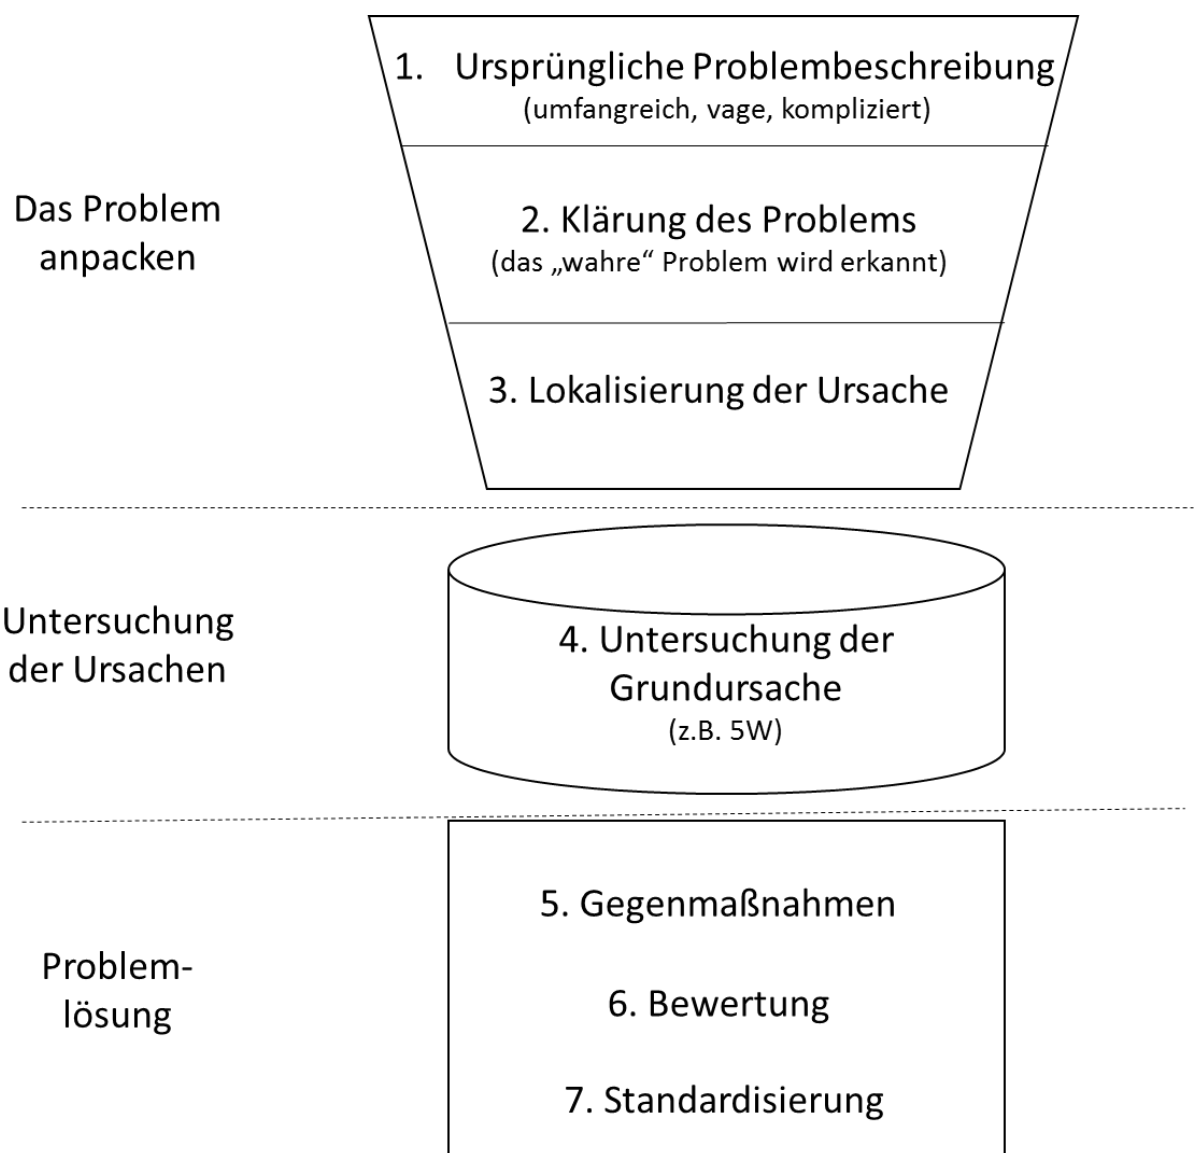 1. Ursprüngliche Problembeschreibung
(umfangreich, vage, kompliziert)
Das Problem
anpacken
2. Klärung des Problems
(das „wahre“ Problem wird erkannt)
3. Lokalisierung der Ursache
Untersuchung
der Ursachen
4. Untersuchung der
Grundursache
(z.B. 5W)
Problem-
lösung
5. Gegenmaßnahmen
6. Bewertung
7. Standardisierung